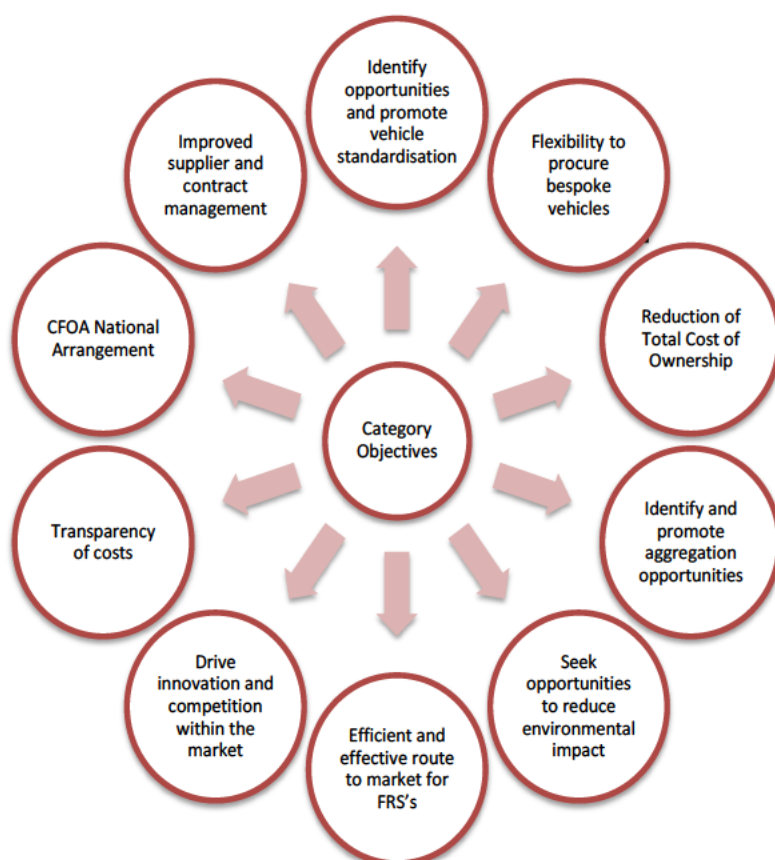 Identify
opportunities
and promote
vehicle
standardisation
Flexibility to
procure
bespoke
vehicles
Reduction of
Total Cost of
Ownership
Identify and
promote
aggregation
opportunities
Seek
opportunities
to reduce
environmental
impact
Efficient and
effective route
to market for
FRS's
Drive
innovation and
competition
within the
market
Transparency
of costs
CFOA National
Arrangement
Improved
supplier and
contract
management
Category
Objectives